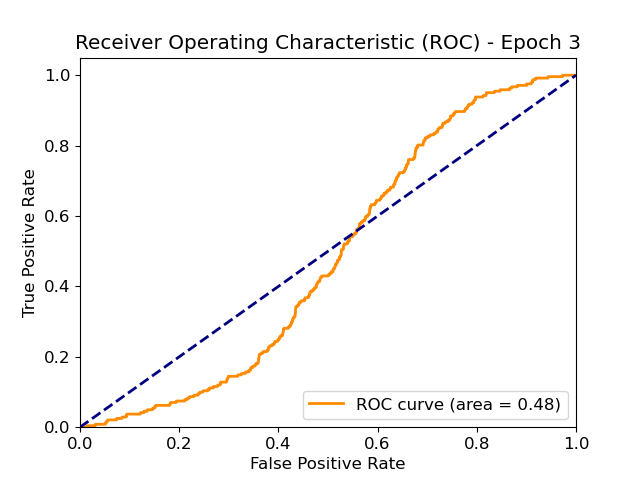 Receiver Operating Characteristic (ROC) - Epoch 3
True Positive Rate
1.0
0.8
0.6
0.4
0.2
0.0
ROC curve (area = 0.48)
0.0 0.2 0.4 0.6 0.8 1.0
False Positive Rate